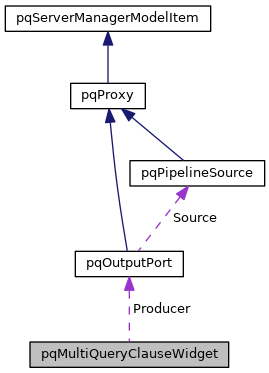 pqServerManagerModelItem
pqProxy
pqPipelineSource
Source
pqOutputPort
Producer
pqMultiQueryClauseWidget